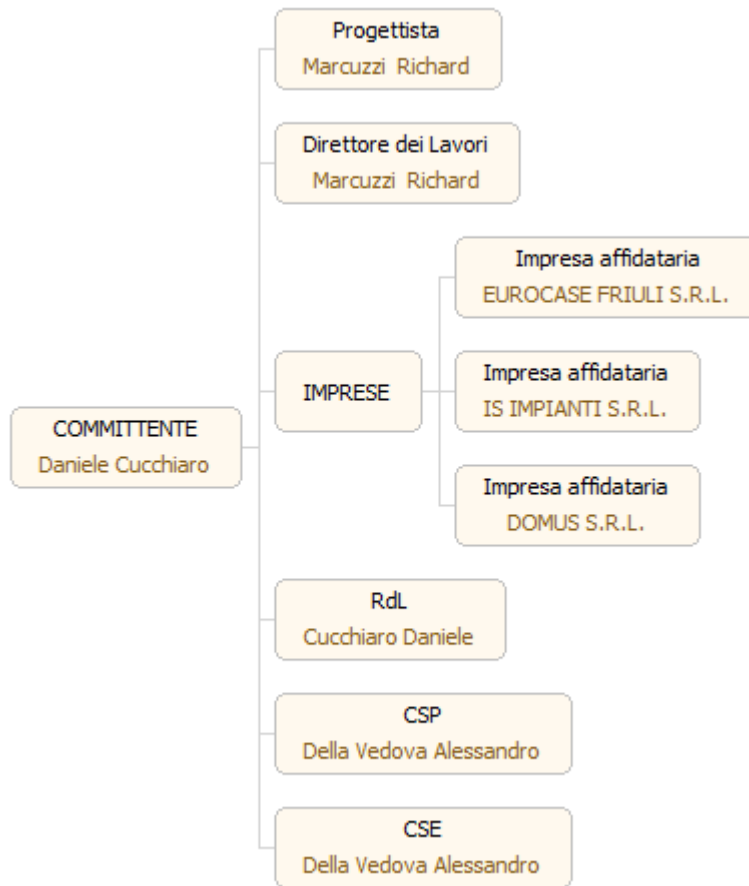 Progettista
Marcuzzi  Richard
Direttore dei Lavori
Marcuzzi  Richard
Impresa affidataria
EUROCASE FRIULI S.R.L.
IMPRESE
Impresa affidataria
IS IMPIANTI S.R.L.
COMMITTENTE
Daniele Cucchiaro
Impresa affidataria
DOMUS S.R.L.
RdL
Cucchiaro Daniele
CSP
Della Vedova Alessandro
CSE
Della Vedova Alessandro